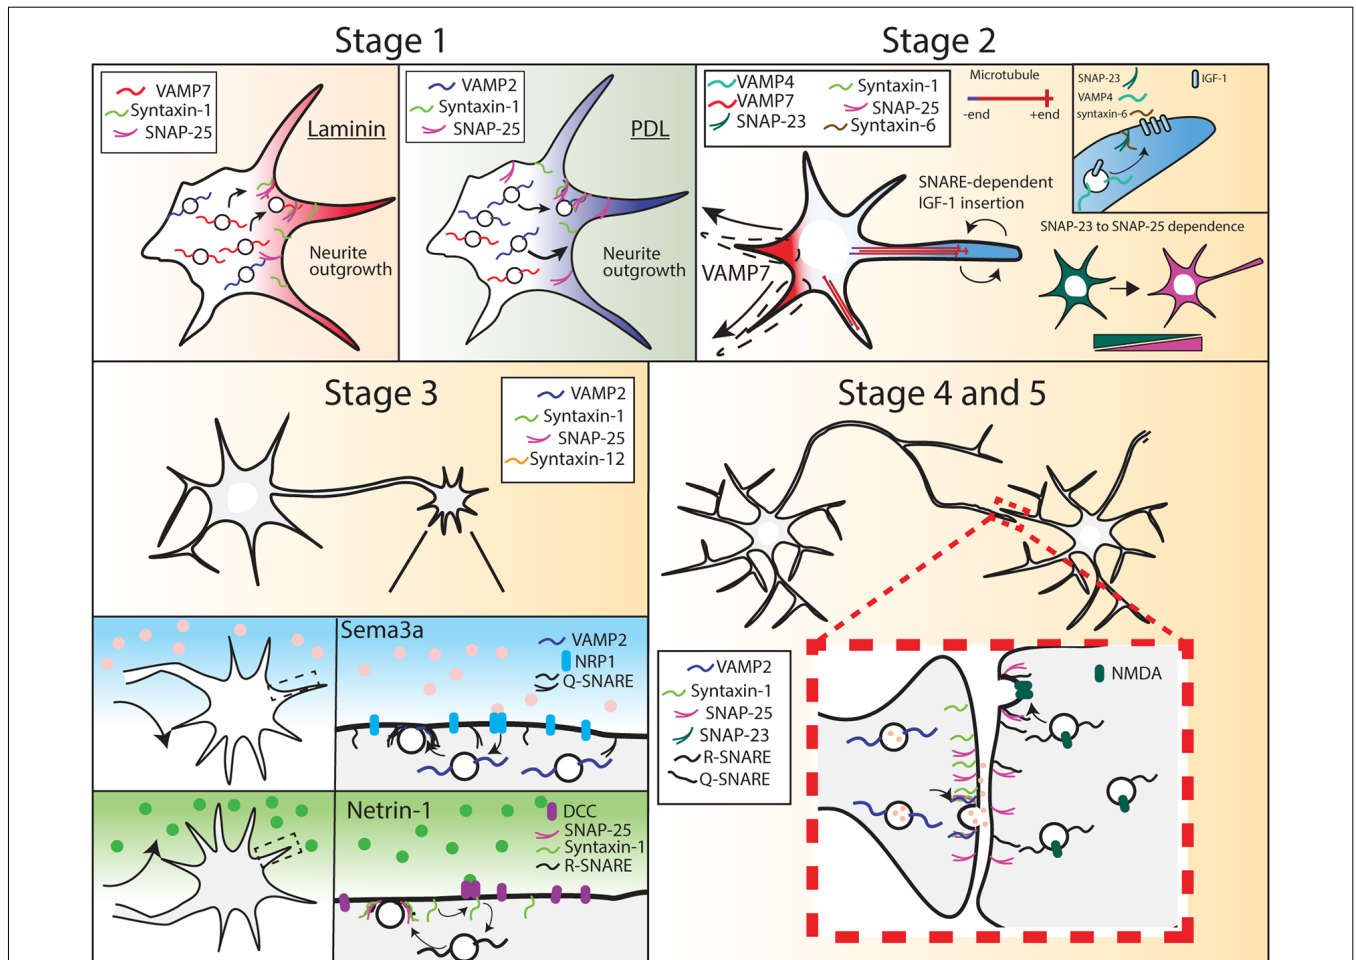 Stage 1
Stage 2
VAMP7
Syntaxin-1
SNAP-25
Laminin
Neurite
outgrowth
VAMP2
Syntaxin-1
SNAP-25
PDL
Neurite
outgrowth
VAMP4
VAMP7
SNAP-23
Syntaxin-1
SNAP-25
Syntaxin-6
Microtubule
-end
+end
SNAP-23
VAMP4
syntaxin-6
IGF-1
SNARE-dependent
IGF-1 insertion
VAMP7
SNAP-23 to SNAP-25 dependence
Stage 3
VAMP2
Syntaxin-1
SNAP-25
Syntaxin-12
Sema3a
VAMP2
NRP1
Q-SNARE
Netrin-1
DCC
SNAP-25
Syntaxin-1
R-SNARE
Stage 4 and 5
VAMP2
Syntaxin-1
SNAP-25
SNAP-23
R-SNARE
Q-SNARE
NMDA